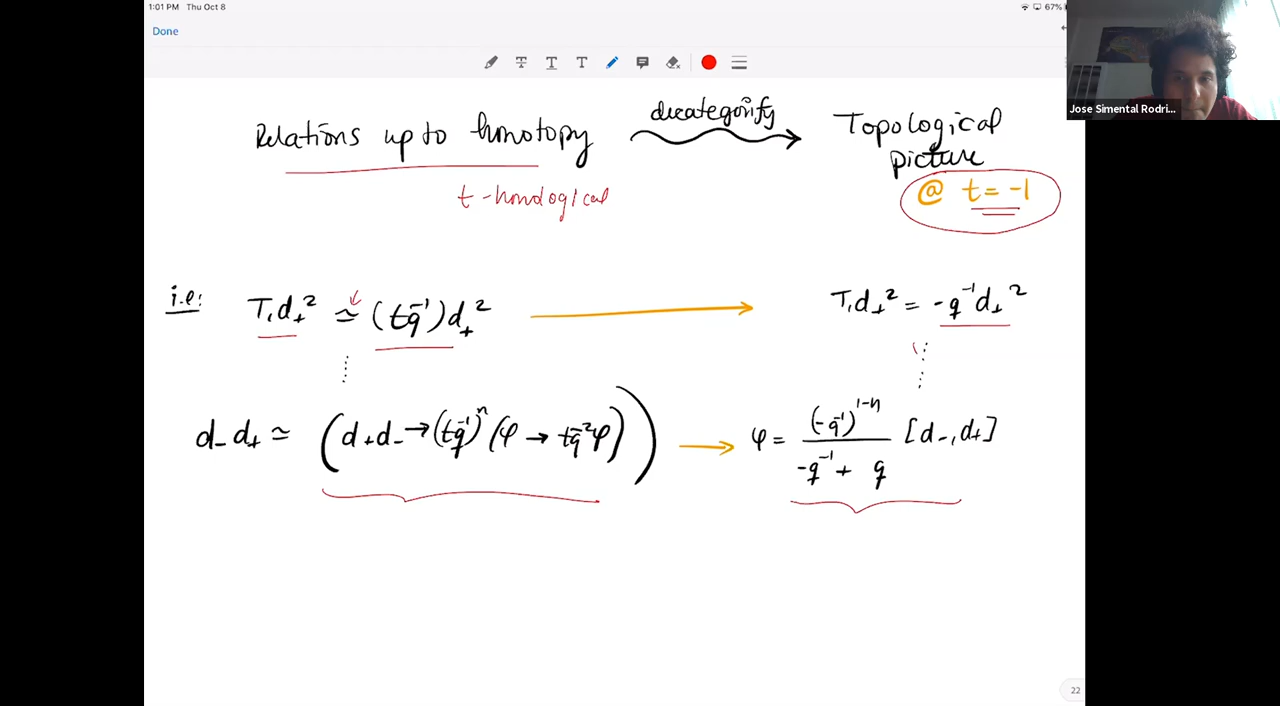 1:01 PM Thu Oct 8
67%
Done
Jose Simental Rodri...
Relations up to homotopy
decategorify
Topological
picture
@ t = -1
t - homological
i.e:
T₁d₊² ≃ (tq⁻¹)d₊²
T₁d₊² = -q⁻¹d₊²
d₋d₊ ≃ (d₊d₋ → (tq⁻¹)ⁿ(φ → tq⁻²φ))
φ = (-q⁻¹)¹⁻ⁿ / (-q⁻¹ + q) [d₋, d₊]
22